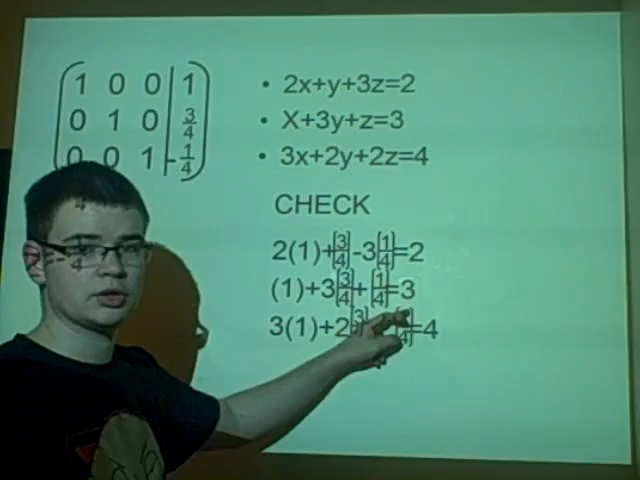 1 0 0 | 1
0 1 0 | 3/4
0 0 1 | -1/4
• 2x+y+3z=2
• X+3y+z=3
• 3x+2y+2z=4
CHECK
2(1)+[3/4]-3[1/4]=2
(1)+3[3/4]+[1/4]=3
3(1)+2[3 4]=4